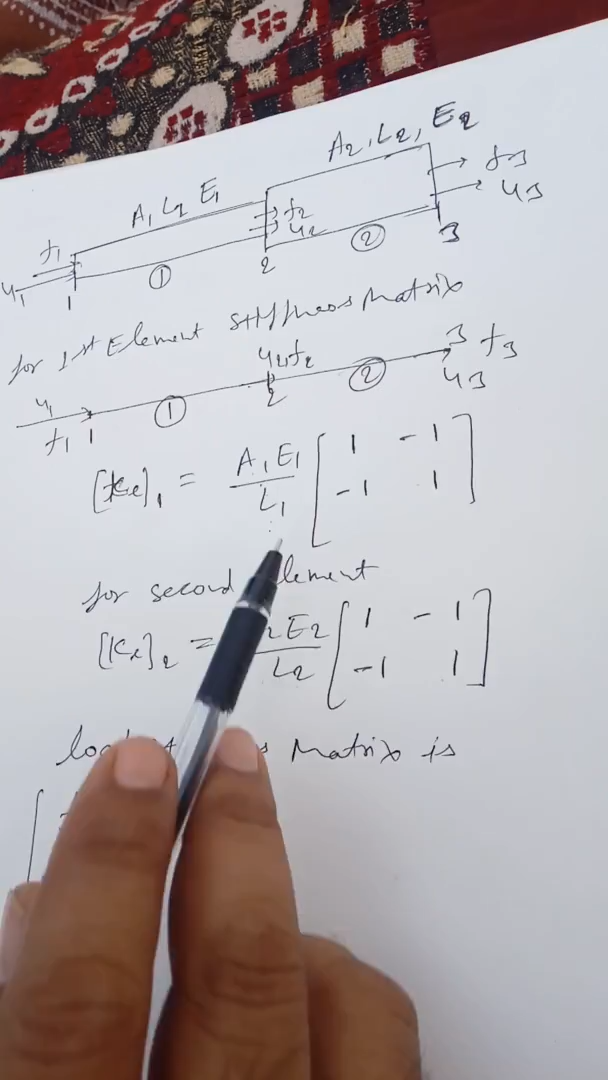 A2, L2, E2
A1 L1 E1
f1
u1
f2
u2
f3
u3
1 ① 2 ② 3
for 1st Element stiffness Matrix
u1 u2 f2 3 f3
f1 1 ① 2 ② u3
[Ke]1 = A1E1/L1 [1 -1
-1 1]
for second element
[Ke]2 = 2E2/L2 [1 -1
-1 1]
Matrix is